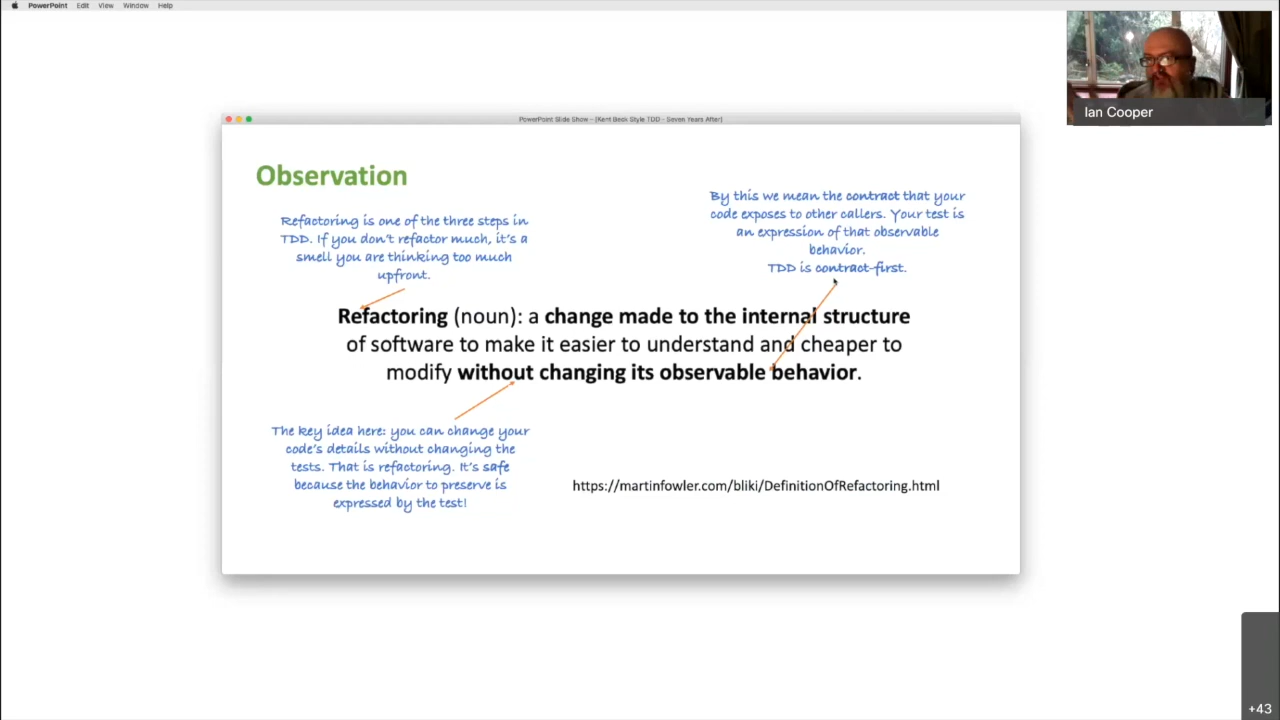 PowerPoint Edit View Window Help
Ian Cooper
PowerPoint Slide Show - [Kent Beck Style TDD - Seven Years After]
Observation
Refactoring is one of the three steps in
TDD. If you don't refactor much, it's a
smell you are thinking too much
upfront.
By this we mean the contract that your
code exposes to other callers. Your test is
an expression of that observable
behavior.
TDD is contract-first.
Refactoring (noun): a change made to the internal structure
of software to make it easier to understand and cheaper to
modify without changing its observable behavior.
The key idea here: you can change your
code's details without changing the
tests. That is refactoring. It's safe
because the behavior to preserve is
expressed by the test!
https://martinfowler.com/bliki/DefinitionOfRefactoring.html
+43